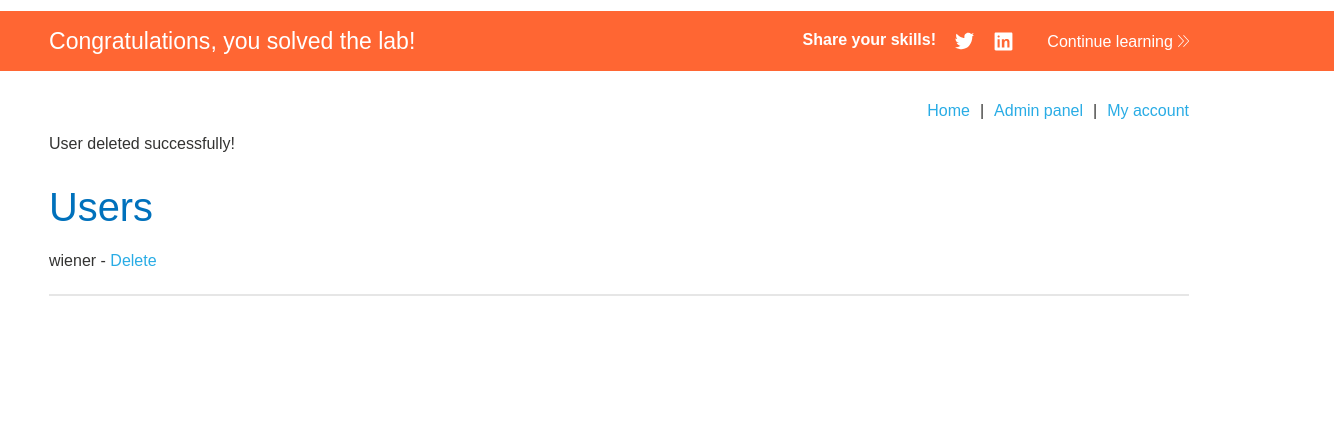 Congratulations, you solved the lab!
Share your skills!
Continue learning
Home | Admin panel | My account
User deleted successfully!
Users
wiener - Delete